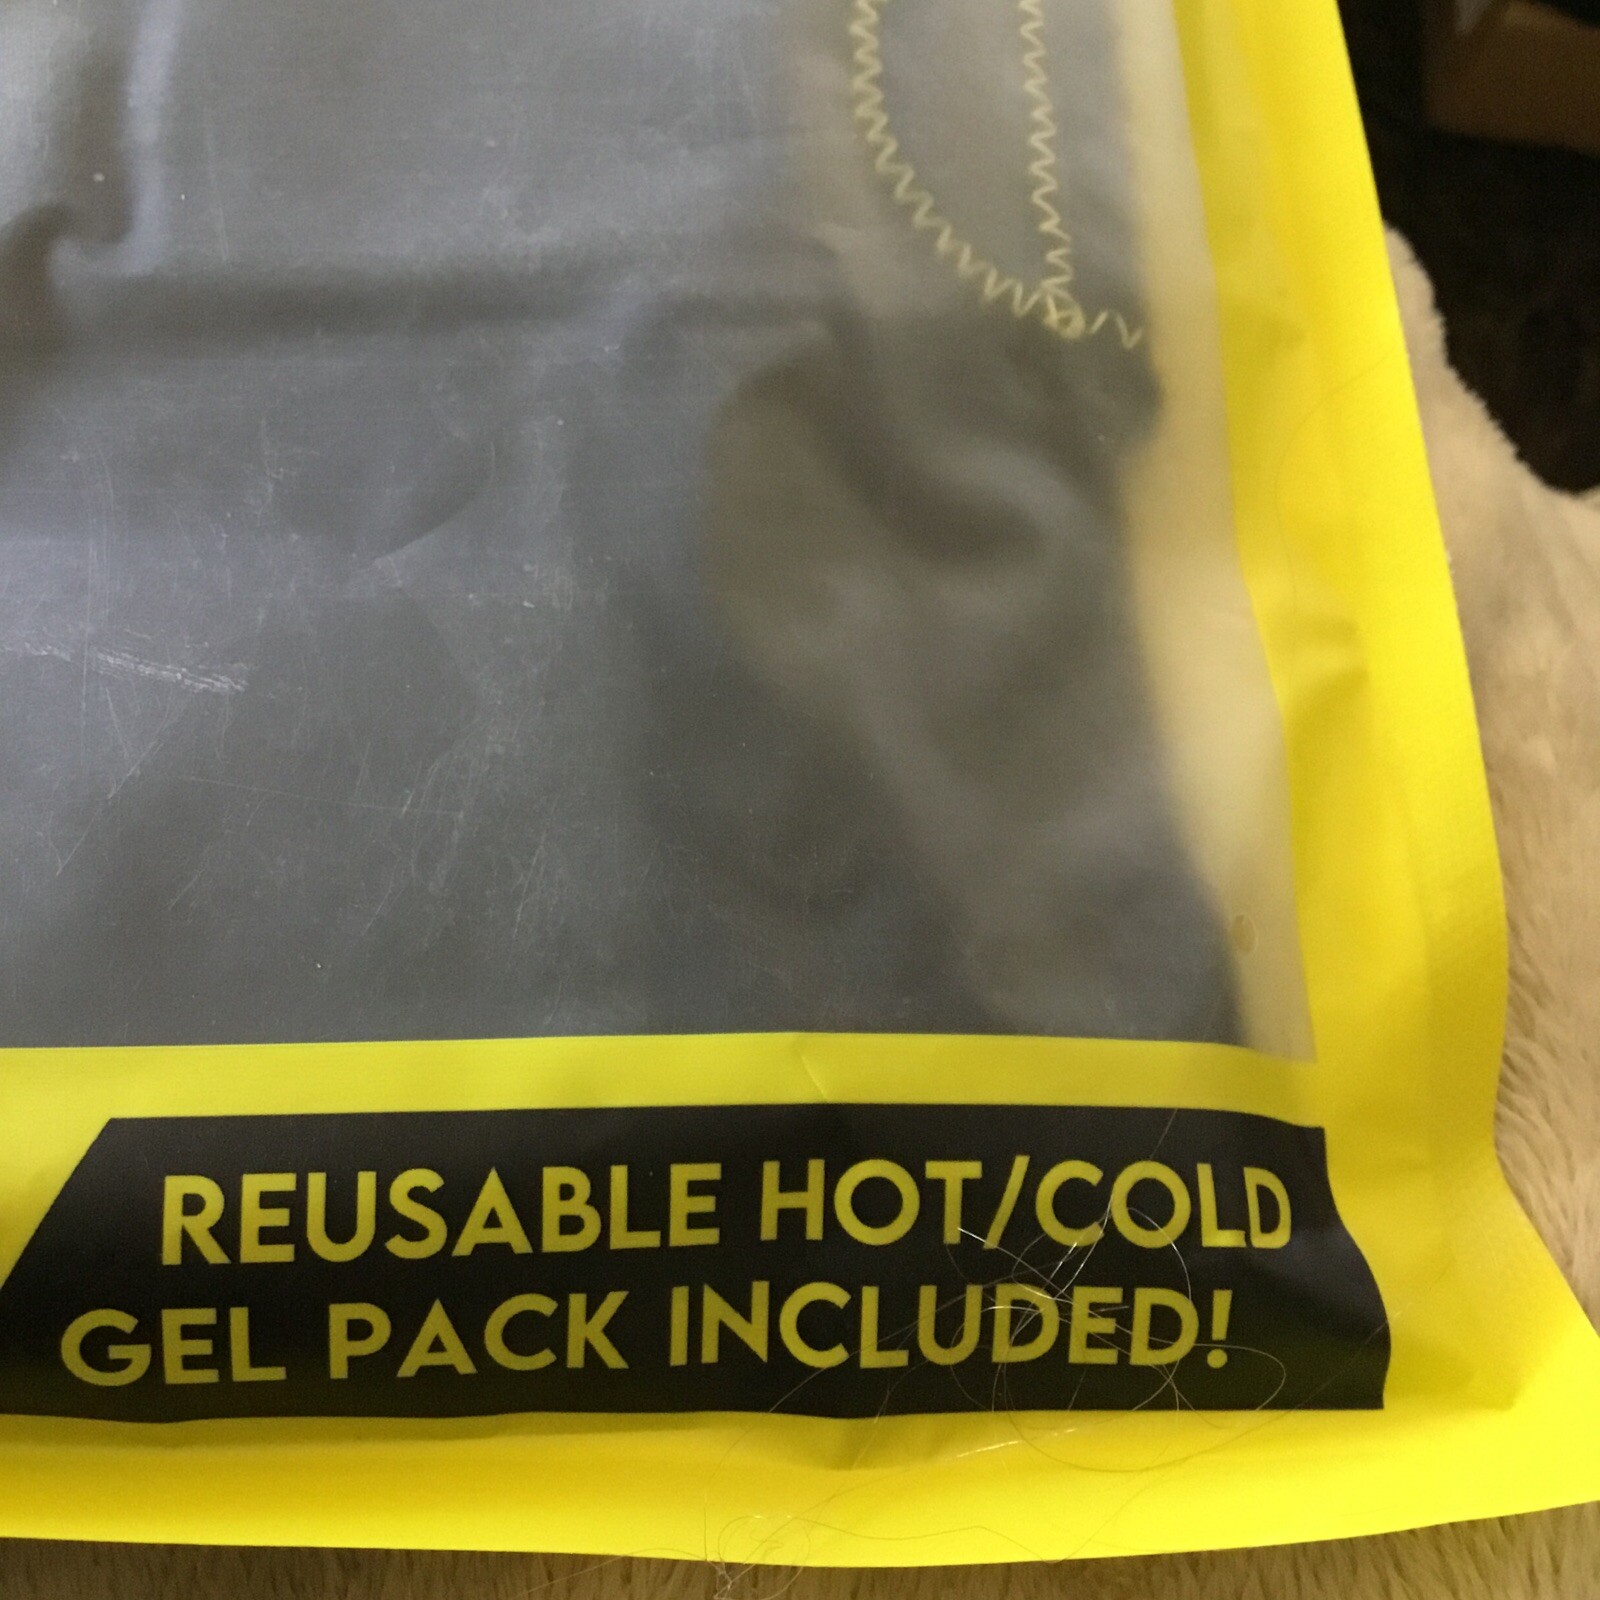 REUSABLE HOT/COLD
GEL PACK INCLUDED!